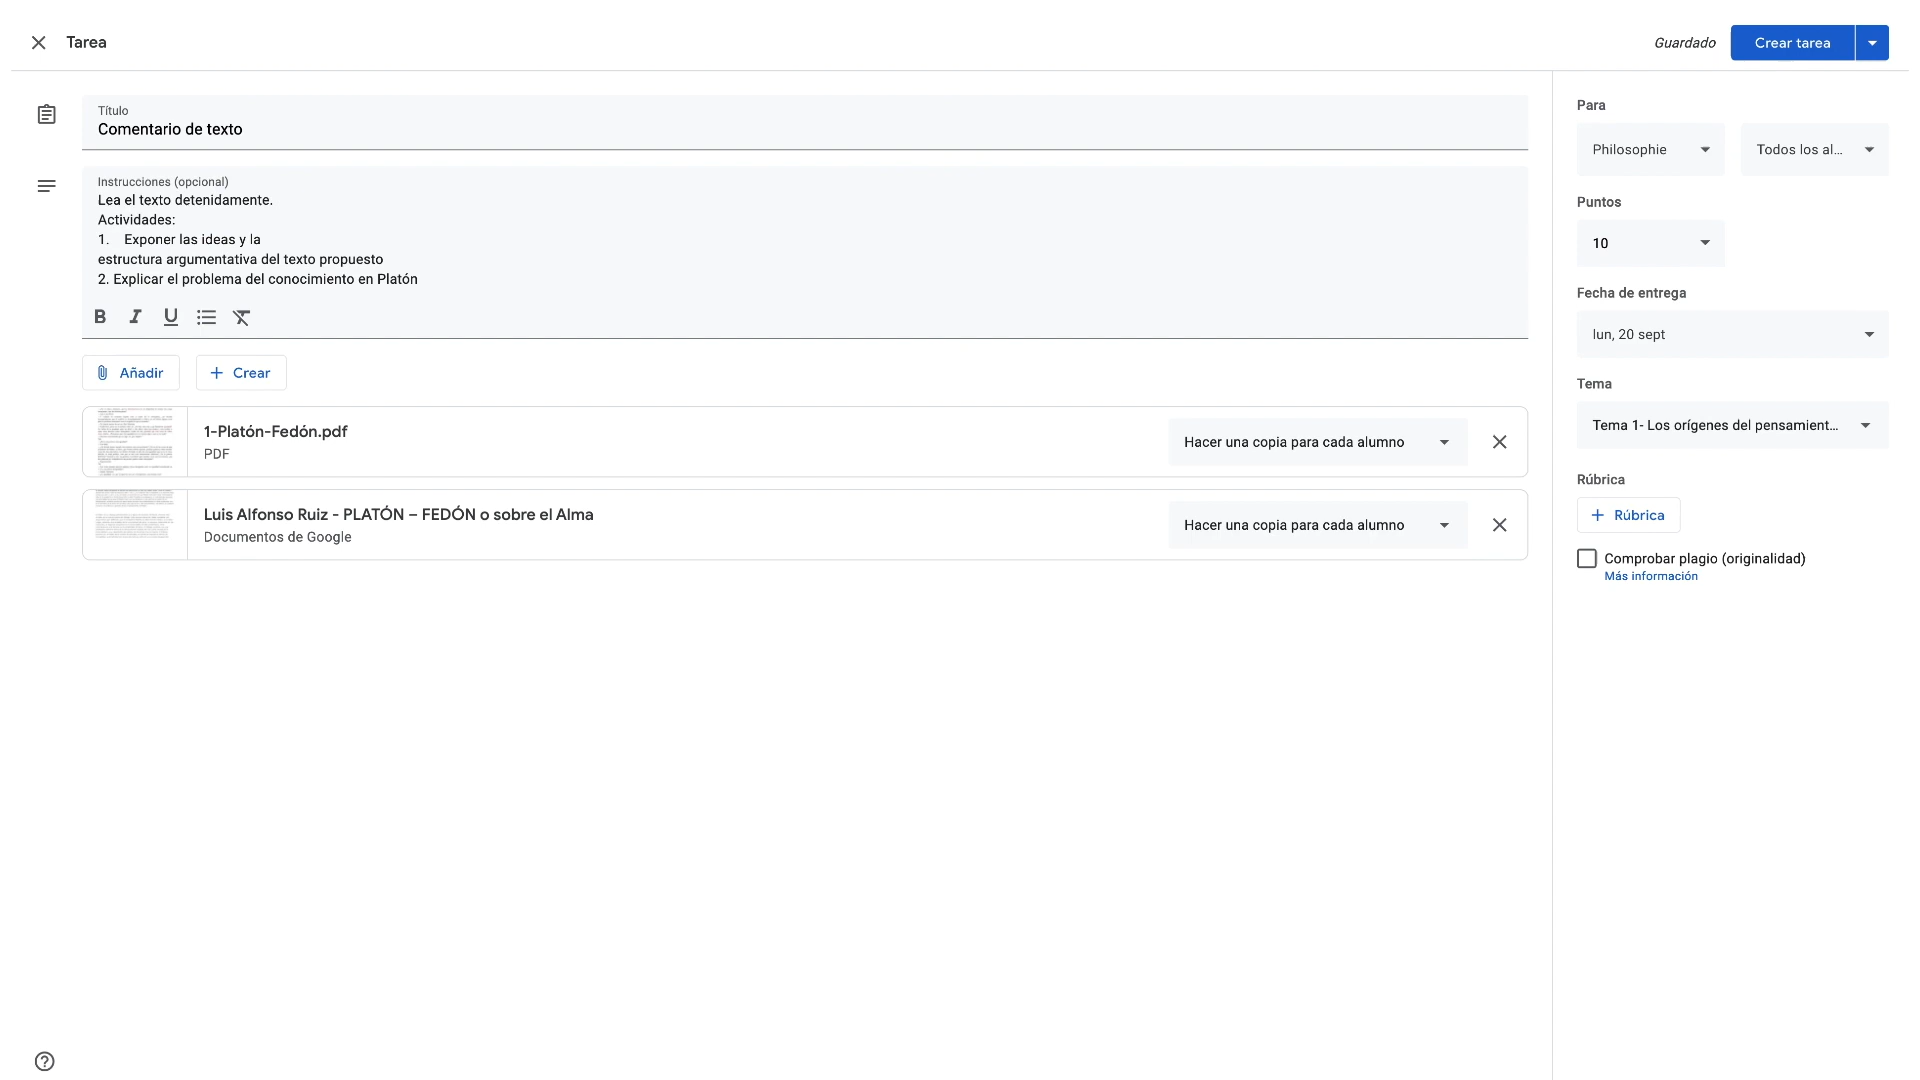 Tarea
Guardado
Crear tarea
Título
Comentario de texto
Instrucciones (opcional)
Lea el texto detenidamente.
Actividades:
1. Exponer las ideas y la
estructura argumentativa del texto propuesto
2. Explicar el problema del conocimiento en Platón
B I U
Añadir
Crear
1-Platón-Fedón.pdf
PDF
Hacer una copia para cada alumno
Luis Alfonso Ruiz - PLATÓN – FEDÓN o sobre el Alma
Documentos de Google
Hacer una copia para cada alumno
Para
Philosophie
Todos los al...
Puntos
10
Fecha de entrega
lun, 20 sept
Tema
Tema 1- Los orígenes del pensamient...
Rúbrica
Rúbrica
Comprobar plagio (originalidad)
Más información